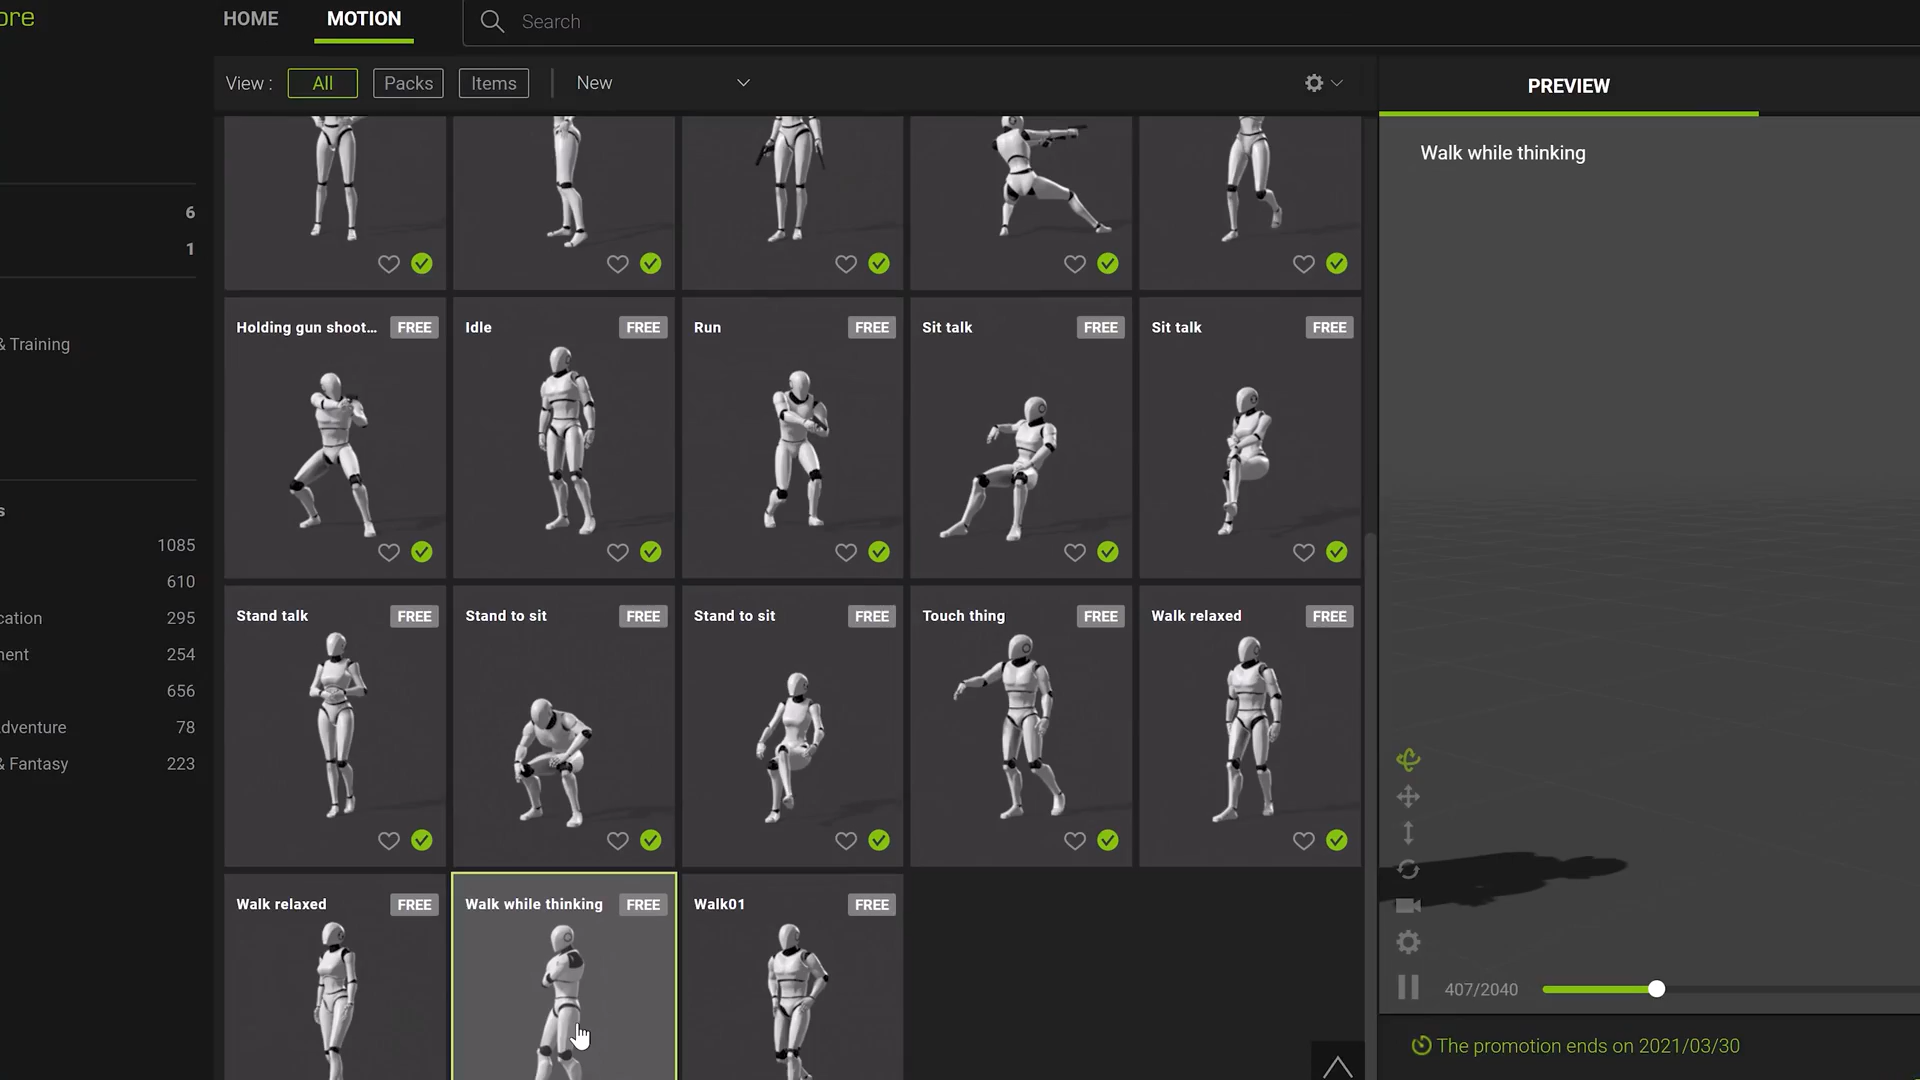 ore
HOME
MOTION
Search
View :
All
Packs
Items
New
PREVIEW
Walk while thinking
6
1
& Training
s
1085
610
cation 295
ment 254
656
dventure 78
& Fantasy 223
Holding gun shoot... FREE
Idle FREE
Run FREE
Sit talk FREE
Sit talk FREE
Stand talk FREE
Stand to sit FREE
Stand to sit FREE
Touch thing FREE
Walk relaxed FREE
Walk relaxed FREE
Walk while thinking FREE
Walk01 FREE
407/2040
The promotion ends on 2021/03/30